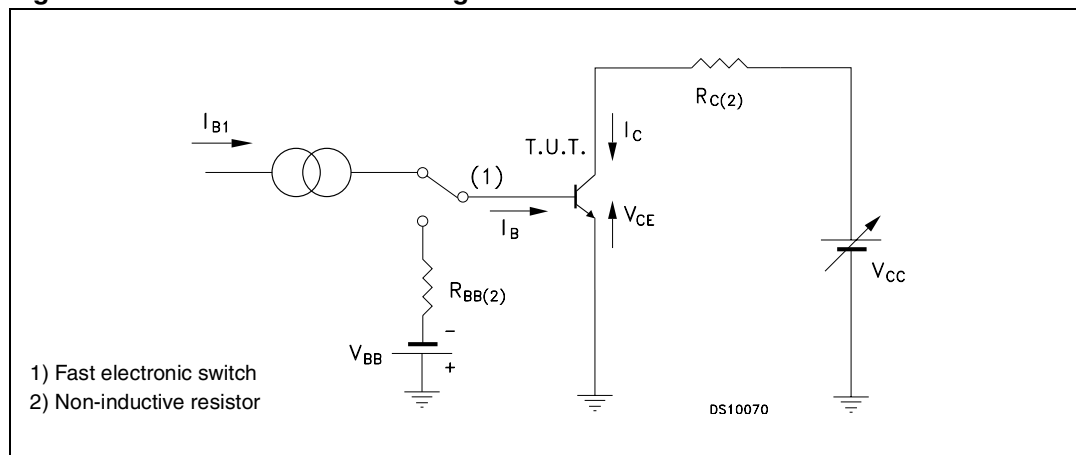 I_B1
R_C(2)
T.U.T.
I_C
(1)
I_B
V_CE
R_BB(2)
V_CC
V_BB
−
+
1) Fast electronic switch
2) Non-inductive resistor
DS10070